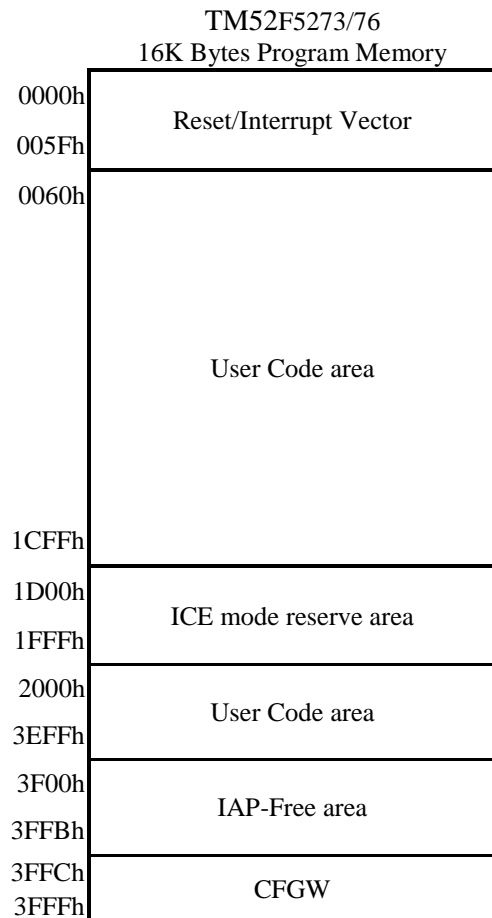 TM52F5273/76
16K Bytes Program Memory
0000h
Reset/Interrupt Vector
005Fh
0060h
User Code area
1CFFh
1D00h
ICE mode reserve area
1FFFh
2000h
User Code area
3EFFh
3F00h
IAP-Free area
3FFBh
3FFCh
CFGW
3FFFh